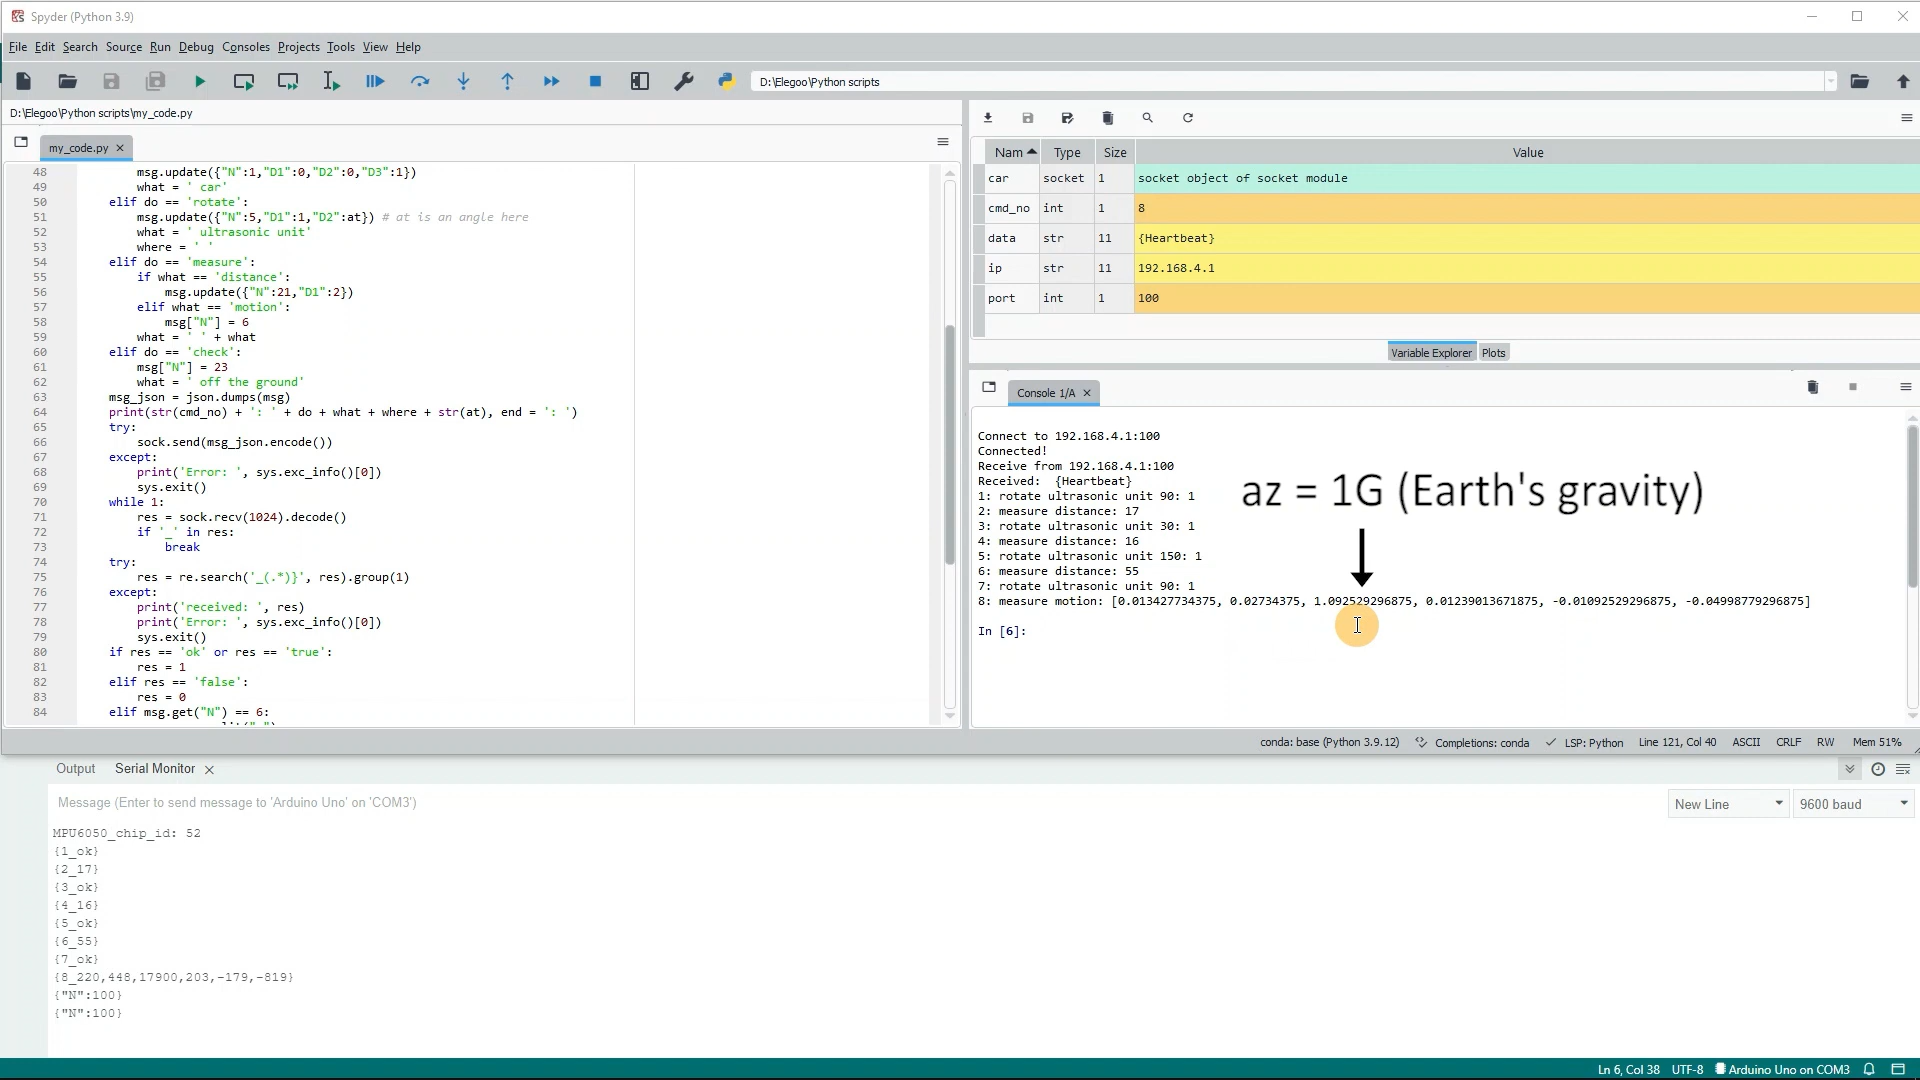 Spyder (Python 3.9)
File Edit Search Source Run Debug Consoles Projects Tools View Help
D:\Elegoo\Python scripts
D:\Elegoo\Python scripts\my_code.py
my_code.py
48 msg.update({"N":1,"D1":0,"D2":0,"D3":1})
49 what = ' car'
50 elif do == 'rotate':
51 msg.update({"N":5,"D1":1,"D2":at}) # at is an angle here
52 what = ' ultrasonic unit'
53 where = ' '
54 elif do == 'measure':
55 if what == 'distance':
56 msg.update({"N":21,"D1":2})
57 elif what == 'motion':
58 msg["N"] = 6
59 what = ' ' + what
60 elif do == 'check':
61 msg["N"] = 23
62 what = ' off the ground'
63 msg_json = json.dumps(msg)
64 print(str(cmd_no) + ': ' + do + what + where + str(at), end = ': ')
65 try:
66 sock.send(msg_json.encode())
67 except:
68 print('Error: ', sys.exc_info()[0])
69 sys.exit()
70 while 1:
71 res = sock.recv(1024).decode()
72 if '_' in res:
73 break
74 try:
75 res = re.search('_(.*)}', res).group(1)
76 except:
77 print('received: ', res)
78 print('Error: ', sys.exc_info()[0])
79 sys.exit()
80 if res == 'ok' or res == 'true':
81 res = 1
82 elif res == 'false':
83 res = 0
84 elif msg.get("N") == 6:
Nam Type Size Value
car socket 1 socket object of socket module
cmd_no int 1 8
data str 11 {Heartbeat}
ip str 11 192.168.4.1
port int 1 100
Variable Explorer Plots
Console 1/A
Connect to 192.168.4.1:100
Connected!
Receive from 192.168.4.1:100
Received: {Heartbeat}
1: rotate ultrasonic unit 90: 1
2: measure distance: 17
3: rotate ultrasonic unit 30: 1
4: measure distance: 16
5: rotate ultrasonic unit 150: 1
6: measure distance: 55
7: rotate ultrasonic unit 90: 1
8: measure motion: [0.013427734375, 0.02734375, 1.092529296875, 0.01239013671875, -0.01092529296875, -0.04998779296875]
az = 1G (Earth's gravity)
In [6]:
conda: base (Python 3.9.12) Completions: conda LSP: Python Line 121, Col 40 ASCII CRLF RW Mem 51%
Output Serial Monitor
Message (Enter to send message to 'Arduino Uno' on 'COM3')
New Line 9600 baud
MPU6050_chip_id: 52
{1_ok}
{2_17}
{3_ok}
{4_16}
{5_ok}
{6_55}
{7_ok}
{8_220,448,17900,203,-179,-819}
{"N":100}
{"N":100}
Ln 6, Col 38 UTF-8 Arduino Uno on COM3